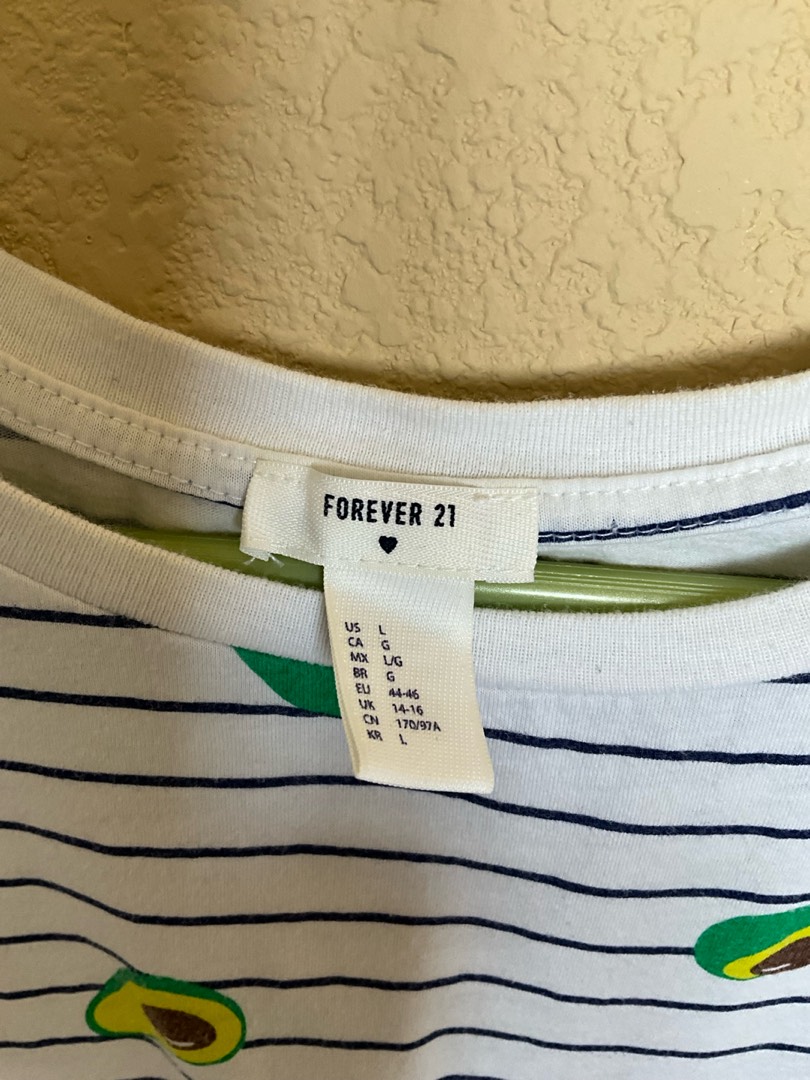 FOREVER 21
US L
CA G
MX L/G
BR G
EU 44-46
UK 14-16
CN 170/97A
KR L